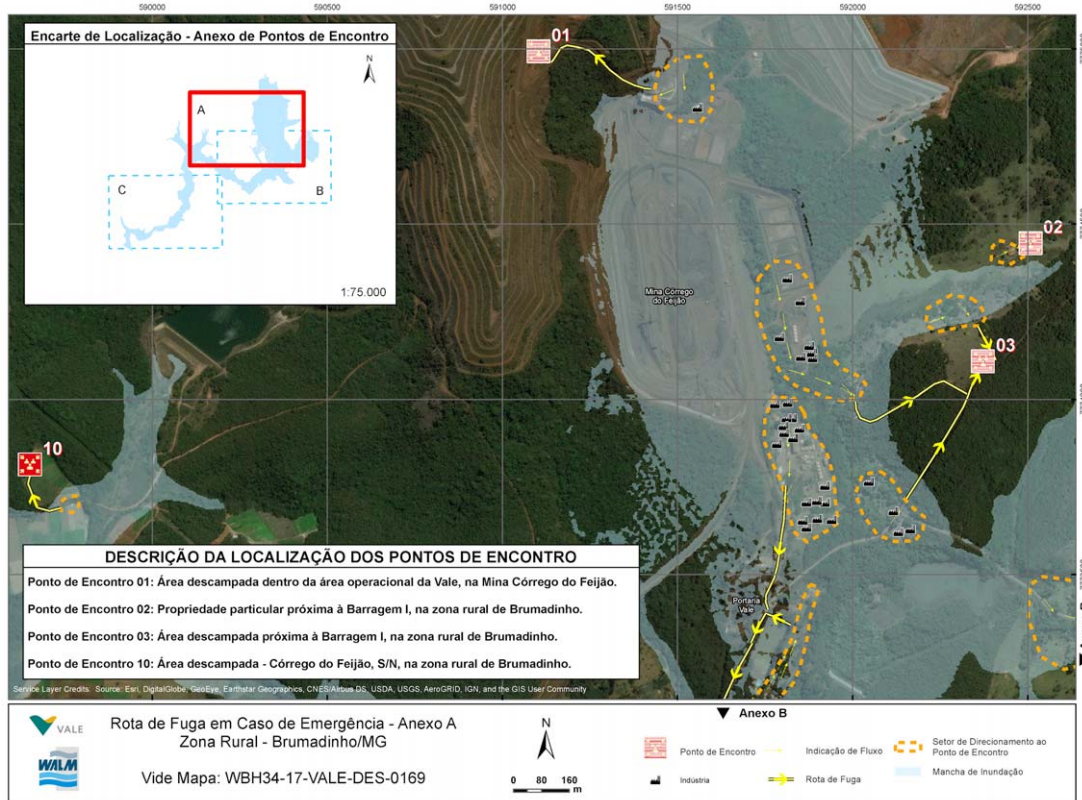 590000 590500 591000 591500 592000 592500
Encarte de Localização - Anexo de Pontos de Encontro
N
A
B
C
1:75.000
01
02
Mina Córrego
do Feijão
03
10
Portaria
Vale
DESCRIÇÃO DA LOCALIZAÇÃO DOS PONTOS DE ENCONTRO
Ponto de Encontro 01: Área descampada dentro da área operacional da Vale, na Mina Córrego do Feijão.
Ponto de Encontro 02: Propriedade particular próxima à Barragem I, na zona rural de Brumadinho.
Ponto de Encontro 03: Área descampada próxima à Barragem I, na zona rural de Brumadinho.
Ponto de Encontro 10: Área descampada - Córrego do Feijão, S/N, na zona rural de Brumadinho.
Service Layer Credits. Source: Esri, DigitalGlobe, GeoEye, Earthstar Geographics, CNES/Airbus DS, USDA, USGS, AeroGRID, IGN, and the GIS User Community
VALE
WALM
Rota de Fuga em Caso de Emergência - Anexo A
Zona Rural - Brumadinho/MG
Vide Mapa: WBH34-17-VALE-DES-0169
N
0 80 160
m
Anexo B
Ponto de Encontro
Indústria
Indicação de Fluxo
Rota de Fuga
Setor de Direcionamento ao
Ponto de Encontro
Mancha de Inundação